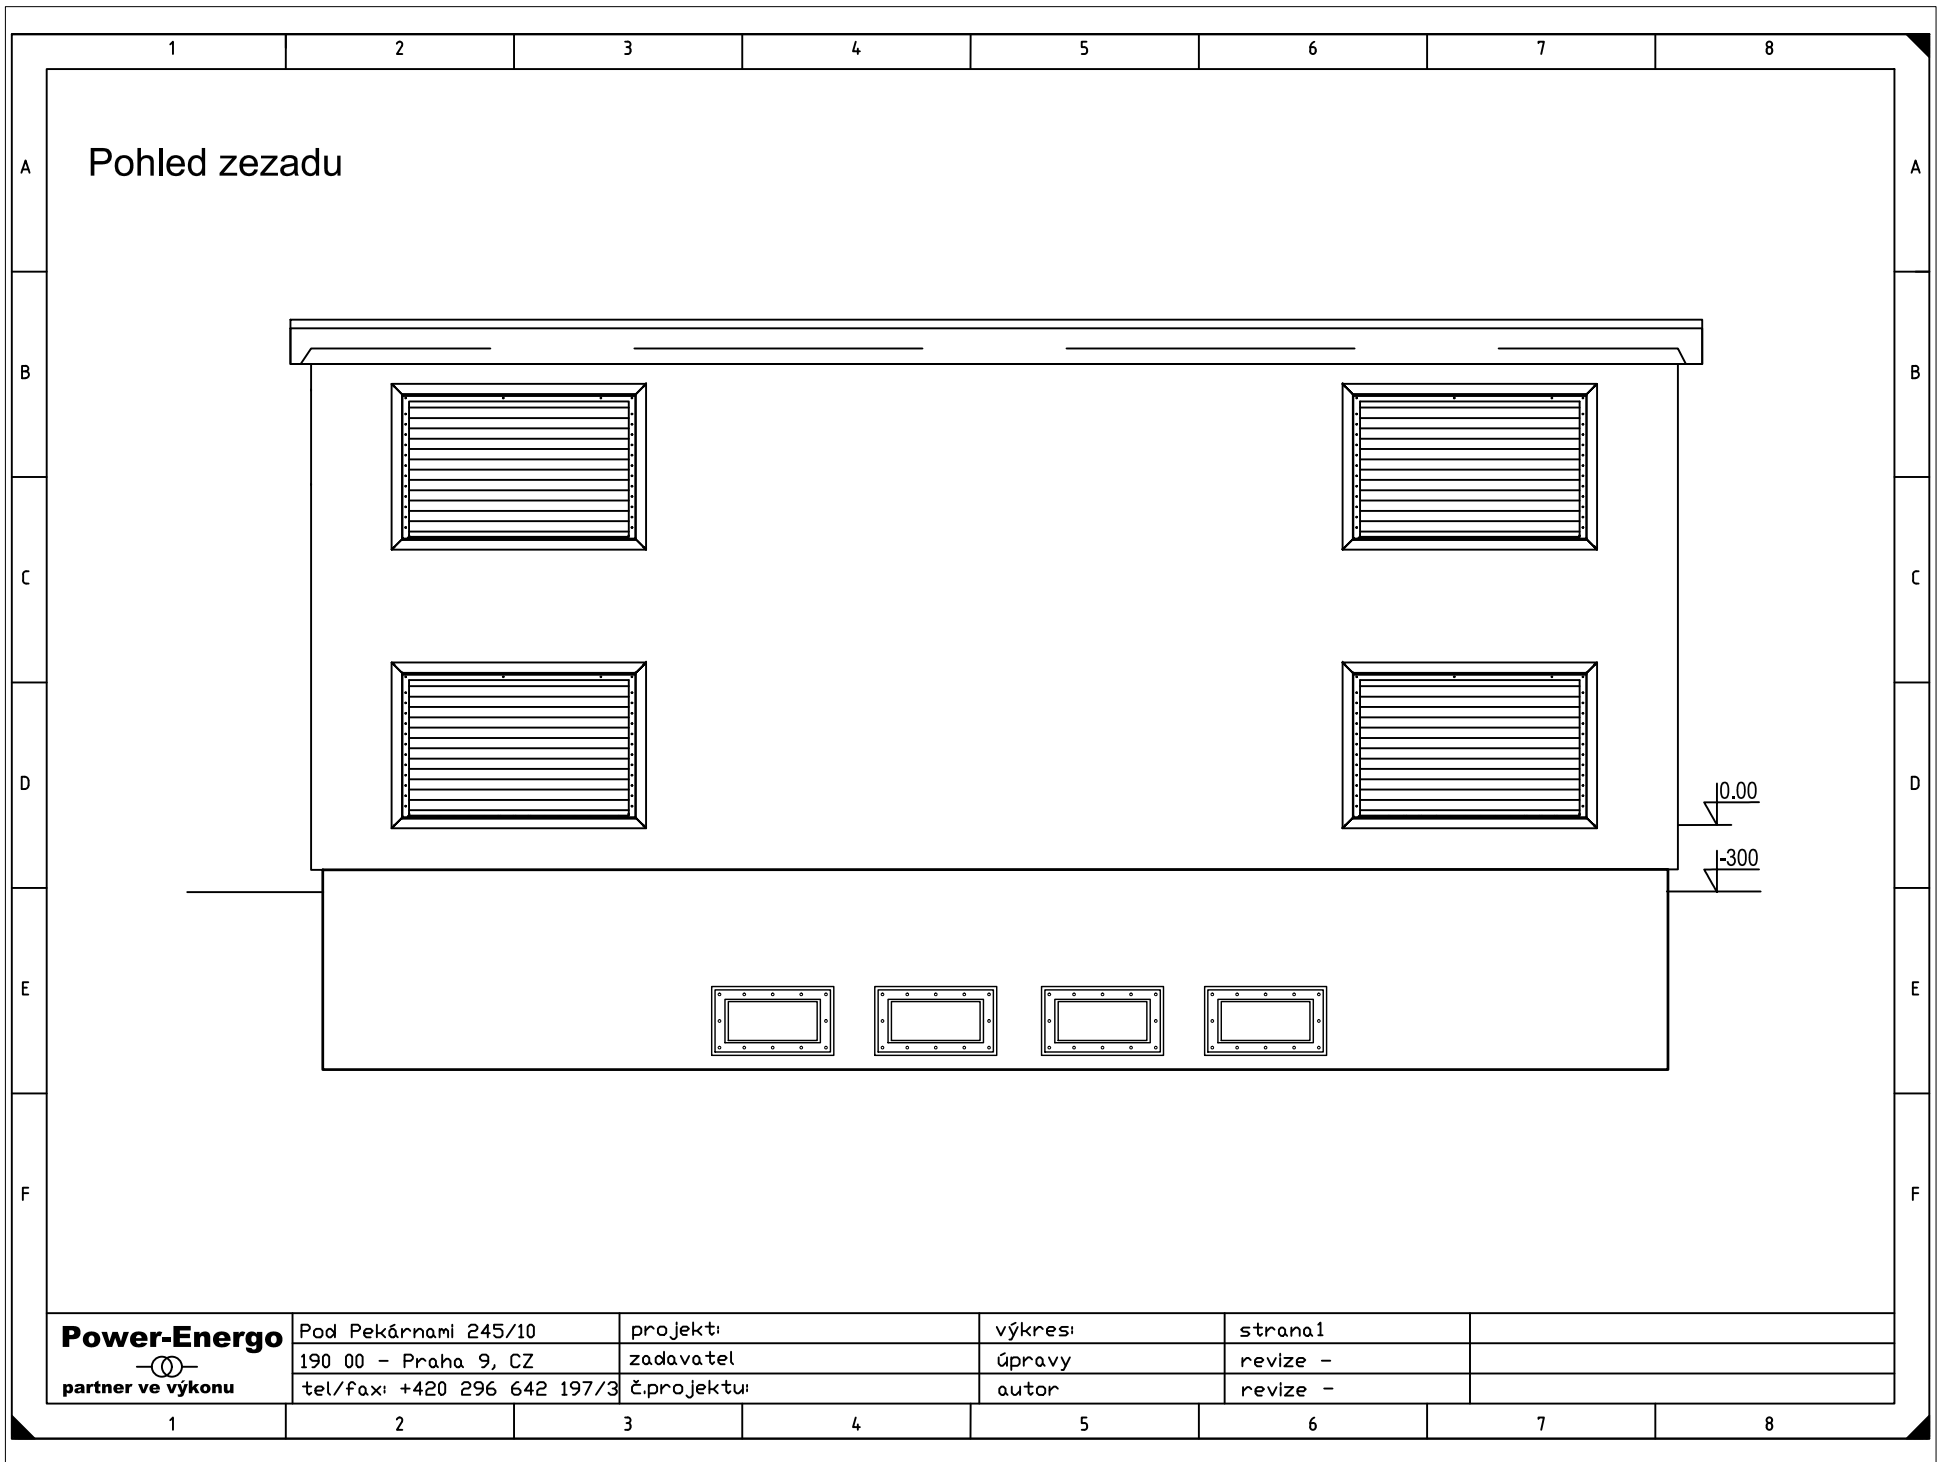 1 2 3 4 5 6 7 8
A A
Pohled zezadu
B B
C C
D D
0.00
-300
E E
F F
Power-Energo
partner ve výkonu
Pod Pekárnami 245/10 projekt: výkres: strana1
190 00 - Praha 9, CZ zadavatel úpravy revize -
tel/fax: +420 296 642 197/3 č.projektu: autor revize -
1 2 3 4 5 6 7 8